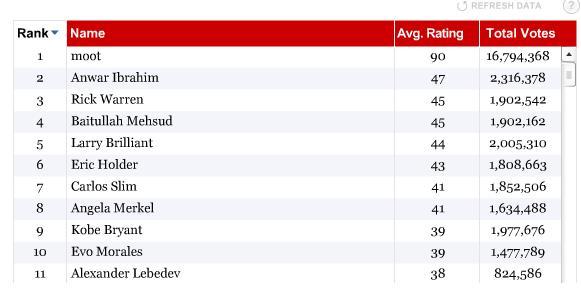 REFRESH DATA ?
Rank Name Avg. Rating Total Votes
1 moot 90 16,794,368
2 Anwar Ibrahim 47 2,316,378
3 Rick Warren 45 1,902,542
4 Baitullah Mehsud 45 1,902,162
5 Larry Brilliant 44 2,005,310
6 Eric Holder 43 1,808,663
7 Carlos Slim 41 1,852,506
8 Angela Merkel 41 1,634,488
9 Kobe Bryant 39 1,977,676
10 Evo Morales 39 1,477,789
11 Alexander Lebedev 38 824,586